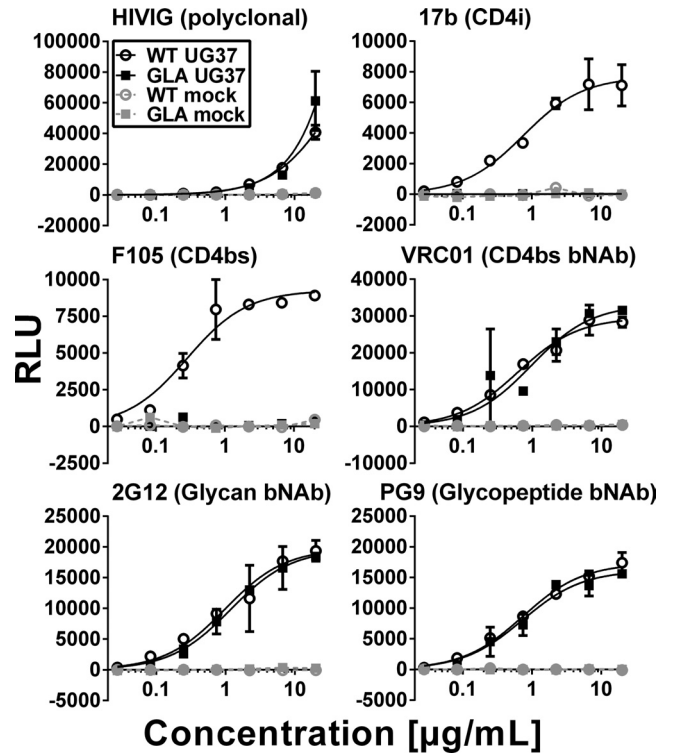 HIVIG (polyclonal)
100000
80000
60000
40000
20000
0
-20000
0.1 1 10
WT UG37
GLA UG37
WT mock
GLA mock
17b (CD4i)
10000
8000
6000
4000
2000
0
-2000
0.1 1 10
F105 (CD4bs)
10000
7500
5000
2500
0
-2500
0.1 1 10
VRC01 (CD4bs bNAb)
40000
30000
20000
10000
0
-10000
0.1 1 10
2G12 (Glycan bNAb)
25000
20000
15000
10000
5000
0
-5000
0.1 1 10
PG9 (Glycopeptide bNAb)
25000
20000
15000
10000
5000
0
-5000
0.1 1 10
RLU
Concentration [µg/mL]